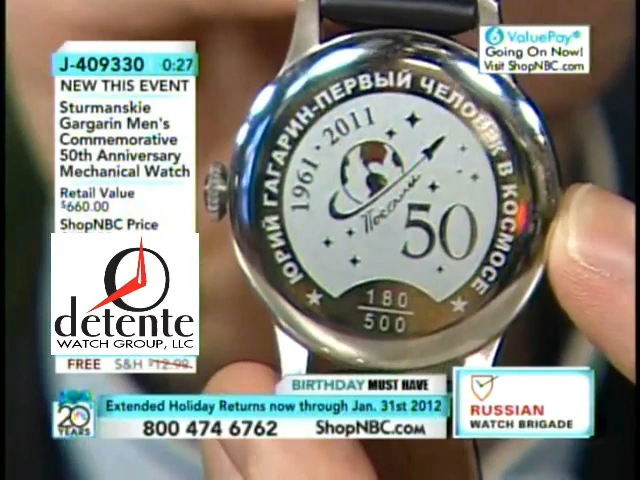 J-409330 0:27
NEW THIS EVENT
Sturmanskie
Gargarin Men's
Commemorative
50th Anniversary
Mechanical Watch
Retail Value
$660.00
ShopNBC Price
detente
WATCH GROUP, LLC
FREE S&H $12.99
6 ValuePay
Going On Now!
Visit ShopNBC.com
ЮРИЙ ГАГАРИН-ПЕРВЫЙ ЧЕЛОВЕК В КОСМОСЕ
1961 · 2011
Поехали
50
180
500
BIRTHDAY MUST HAVE
Extended Holiday Returns now through Jan. 31st 2012
800 474 6762 ShopNBC.com
20
YEARS
RUSSIAN
WATCH BRIGADE